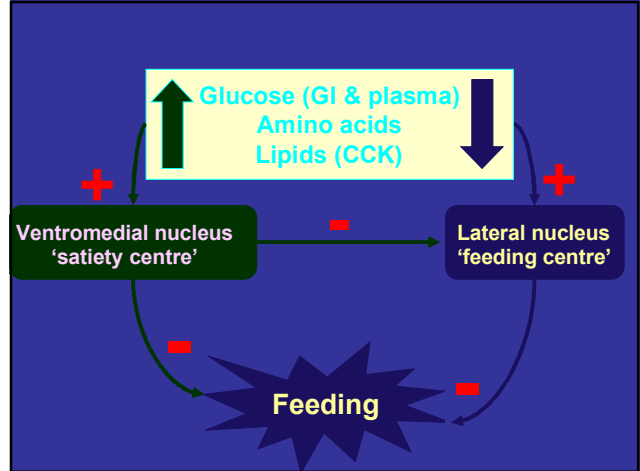 Glucose (GI & plasma)
Amino acids
Lipids (CCK)
+
+
-
Ventromedial nucleus
‘satiety centre’
Lateral nucleus
‘feeding centre’
-
-
Feeding